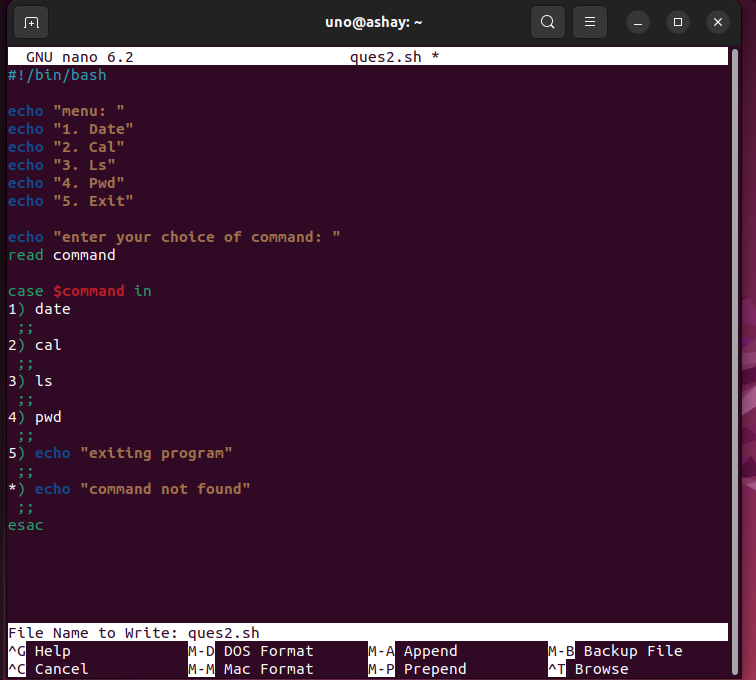 uno@ashay: ~
GNU nano 6.2 ques2.sh *
#!/bin/bash
echo "menu: "
echo "1. Date"
echo "2. Cal"
echo "3. Ls"
echo "4. Pwd"
echo "5. Exit"
echo "enter your choice of command: "
read command
case $command in
1) date
;;
2) cal
;;
3) ls
;;
4) pwd
;;
5) echo "exiting program"
;;
*) echo "command not found"
;;
esac
File Name to Write: ques2.sh
^G Help M-D DOS Format M-A Append M-B Backup File
^C Cancel M-M Mac Format M-P Prepend ^T Browse